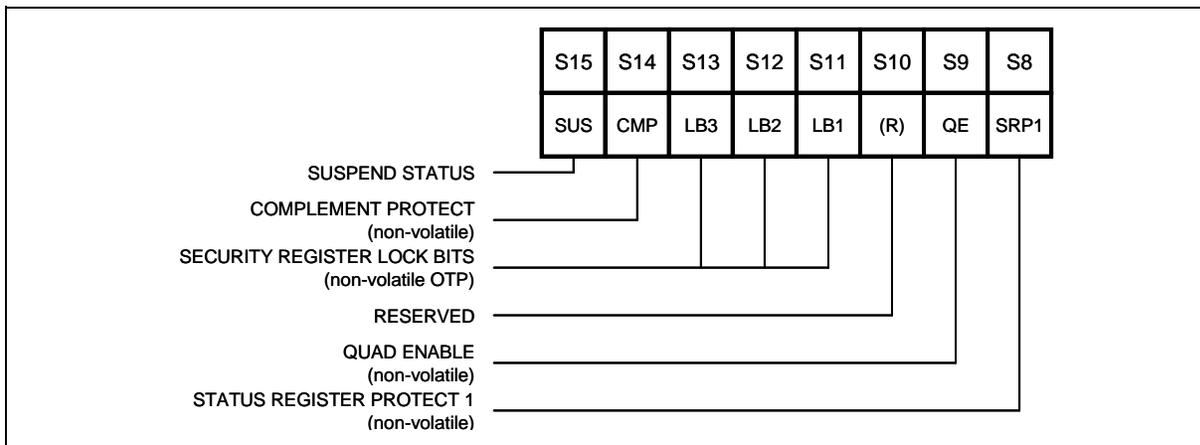 S15 S14 S13 S12 S11 S10 S9 S8
SUS CMP LB3 LB2 LB1 (R) QE SRP1
SUSPEND STATUS
COMPLEMENT PROTECT
(non-volatile)
SECURITY REGISTER LOCK BITS
(non-volatile OTP)
RESERVED
QUAD ENABLE
(non-volatile)
STATUS REGISTER PROTECT 1
(non-volatile)